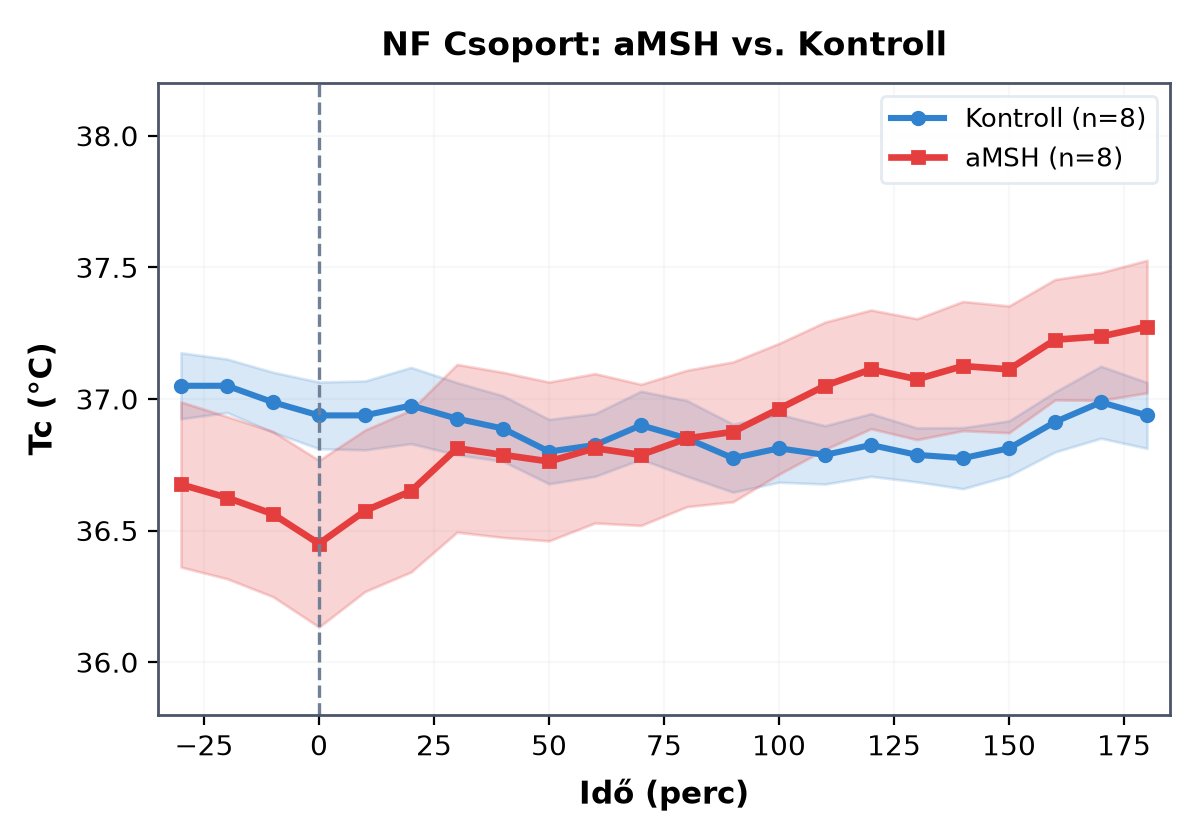 NF Csoport: aMSH vs. Kontroll
Kontroll (n=8)
aMSH (n=8)
Tc (°C)
38.0
37.5
37.0
36.5
36.0
−25 0 25 50 75 100 125 150 175
Idő (perc)